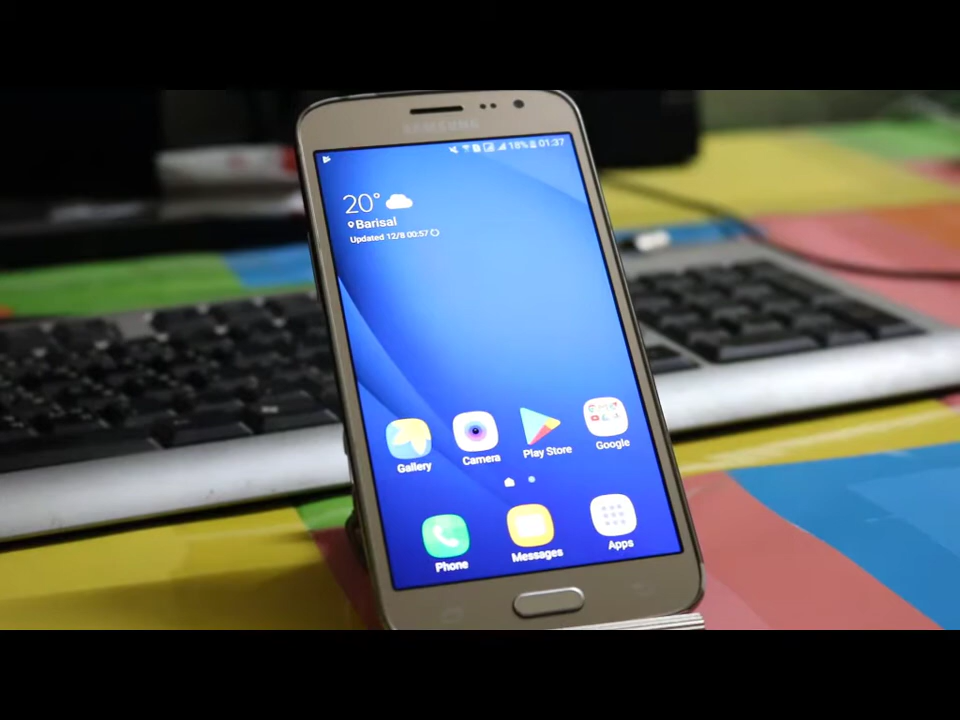 SAMSUNG
18% 01:37
20°
Barisal
Updated 12/8 00:57
Gallery
Camera
Play Store
Google
Phone
Messages
Apps